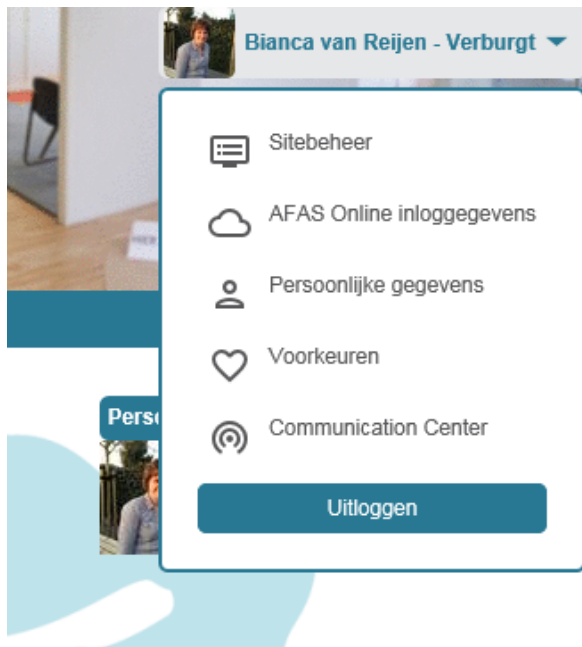 Bianca van Reijen - Verburgt
Sitebeheer
AFAS Online inloggegevens
Persoonlijke gegevens
Voorkeuren
Communication Center
Uitloggen